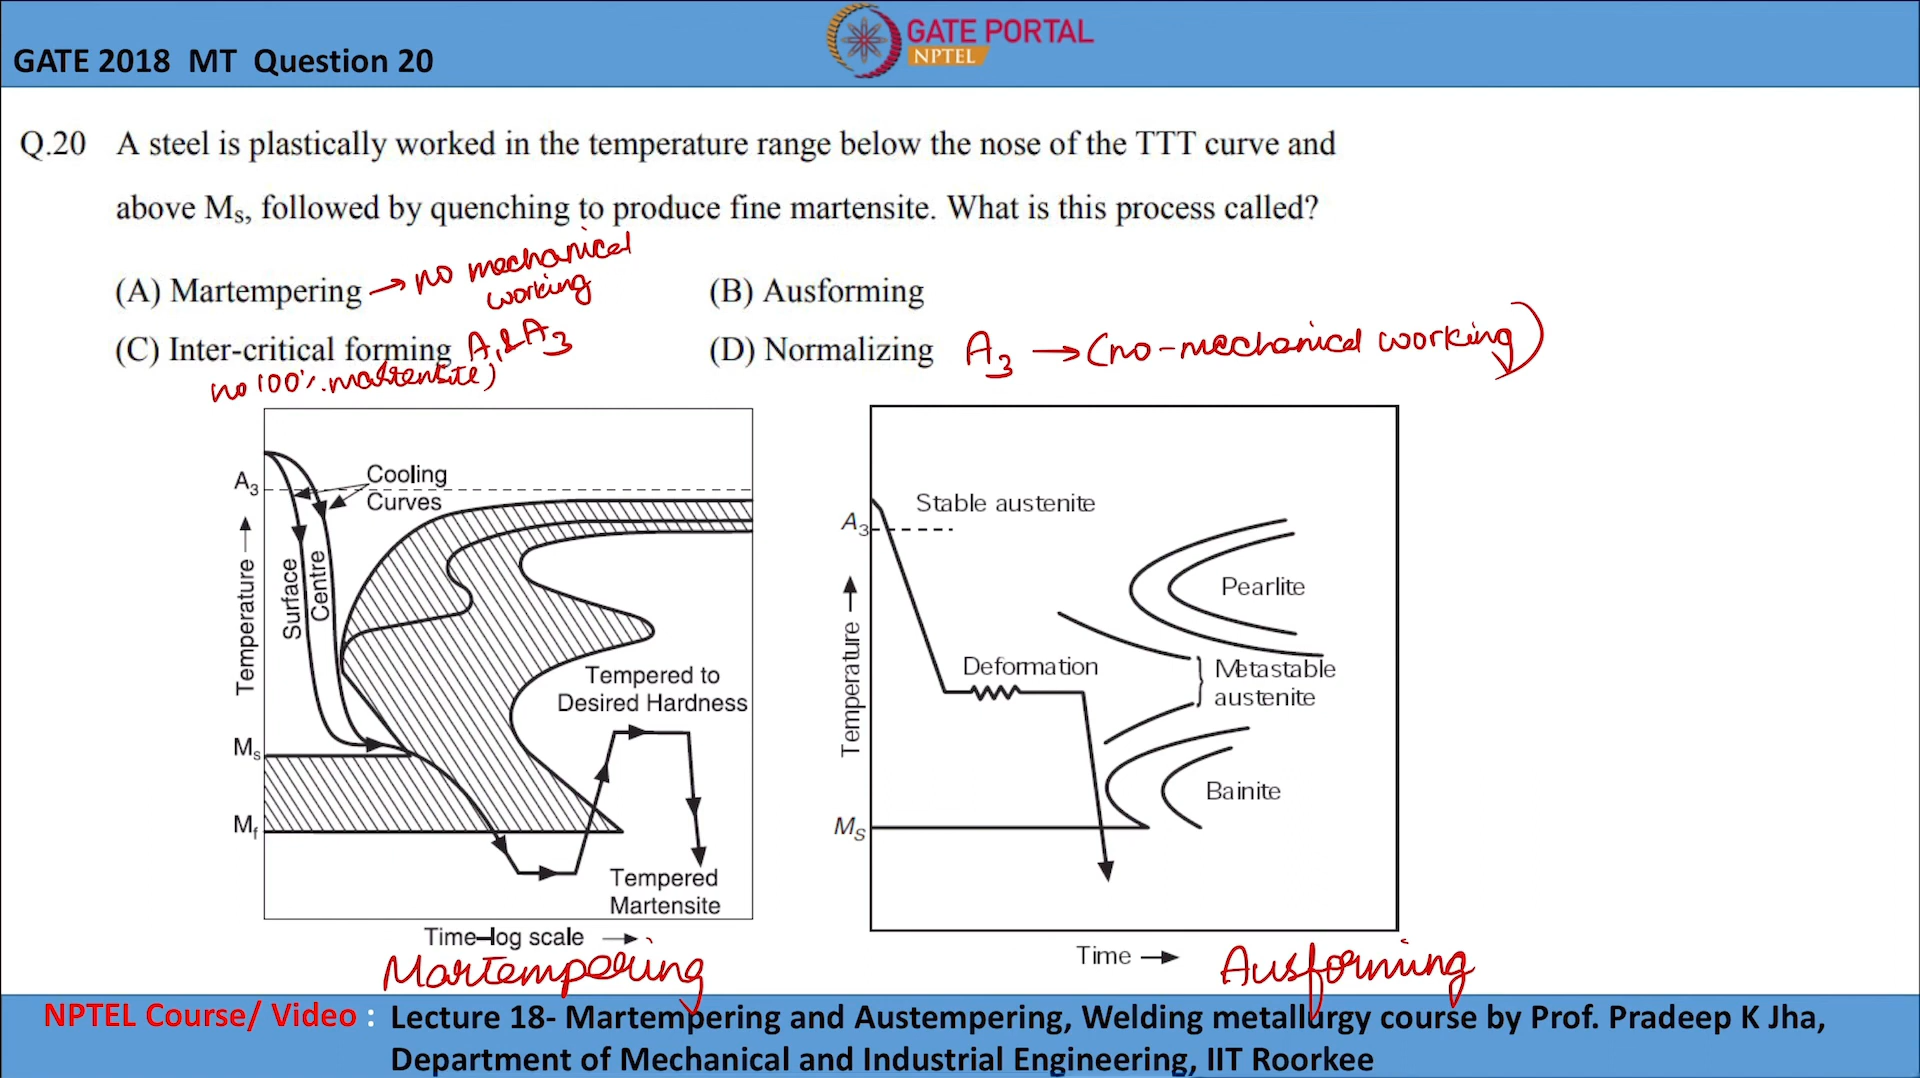 GATE PORTAL
NPTEL
GATE 2018 MT Question 20
Q.20 A steel is plastically worked in the temperature range below the nose of the TTT curve and
above Ms, followed by quenching to produce fine martensite. What is this process called?
(A) Martempering → no mechanical working
(B) Ausforming
(C) Inter-critical forming A₁ & A₃
no 100% martensite)
(D) Normalizing A₃ → (no-mechanical working)
A₃
Cooling
Curves
Temperature →
Surface
Centre
Tempered to
Desired Hardness
Ms
Mf
Tempered
Martensite
Time–log scale →
Martempering
Stable austenite
A₃
Pearlite
Temperature →
Deformation
Metastable
austenite
Bainite
Ms
Time →
Ausforming
NPTEL Course/ Video : Lecture 18- Martempering and Austempering, Welding metallurgy course by Prof. Pradeep K Jha,
Department of Mechanical and Industrial Engineering, IIT Roorkee